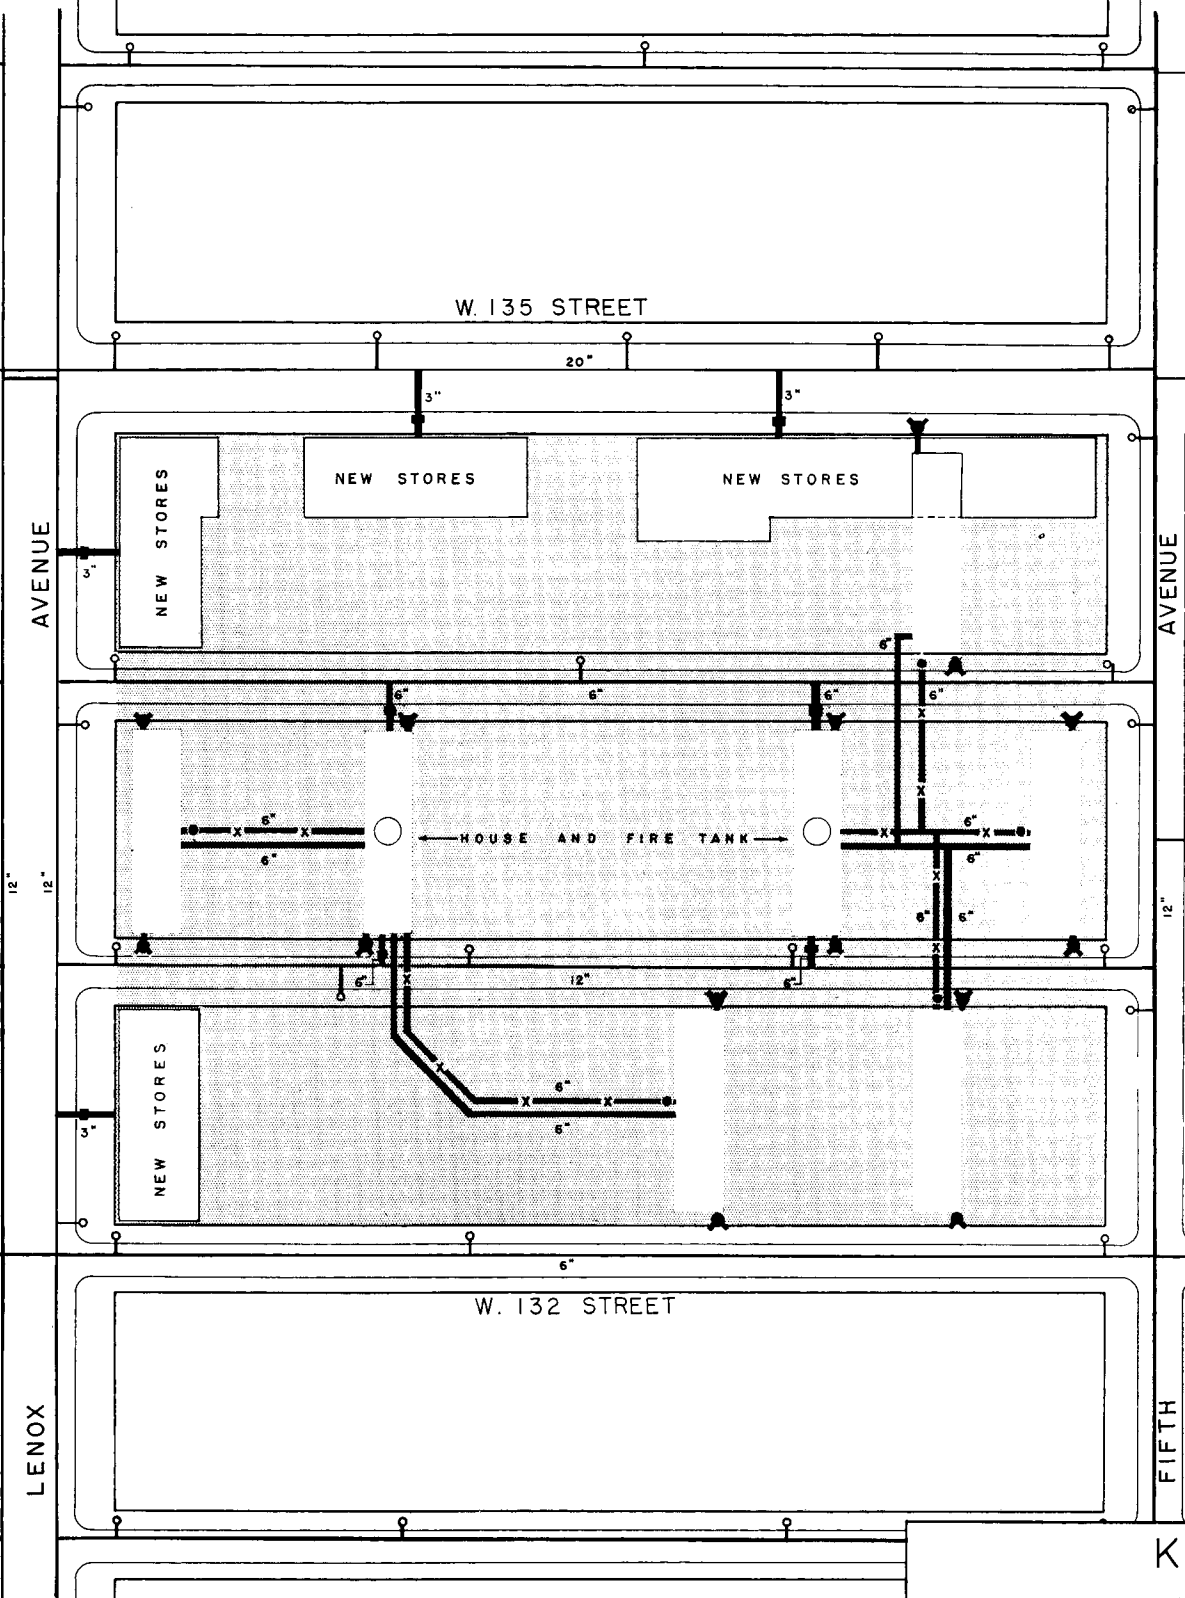 W. 135 STREET
20"
3"
3"
NEW STORES
NEW STORES
NEW STORES
AVENUE
AVENUE
3"
6"
6"
6"
6"
6"
6"
6"
HOUSE AND FIRE TANK
6"
6"
6"
12"
12"
12"
6"
6"
6"
12"
6"
NEW STORES
3"
6"
6"
6"
W. 132 STREET
LENOX
FIFTH
K